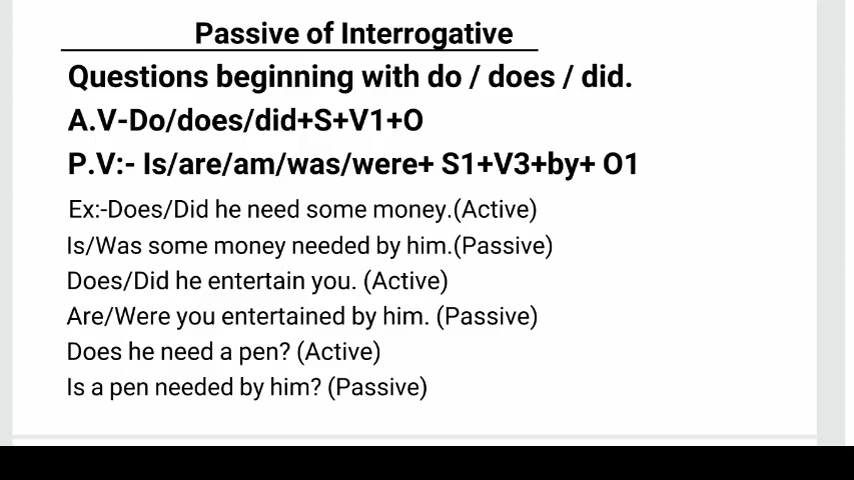 Passive of Interrogative
Questions beginning with do / does / did.
A.V-Do/does/did+S+V1+O
P.V:- Is/are/am/was/were+ S1+V3+by+ O1
Ex:-Does/Did he need some money.(Active)
Is/Was some money needed by him.(Passive)
Does/Did he entertain you. (Active)
Are/Were you entertained by him. (Passive)
Does he need a pen? (Active)
Is a pen needed by him? (Passive)